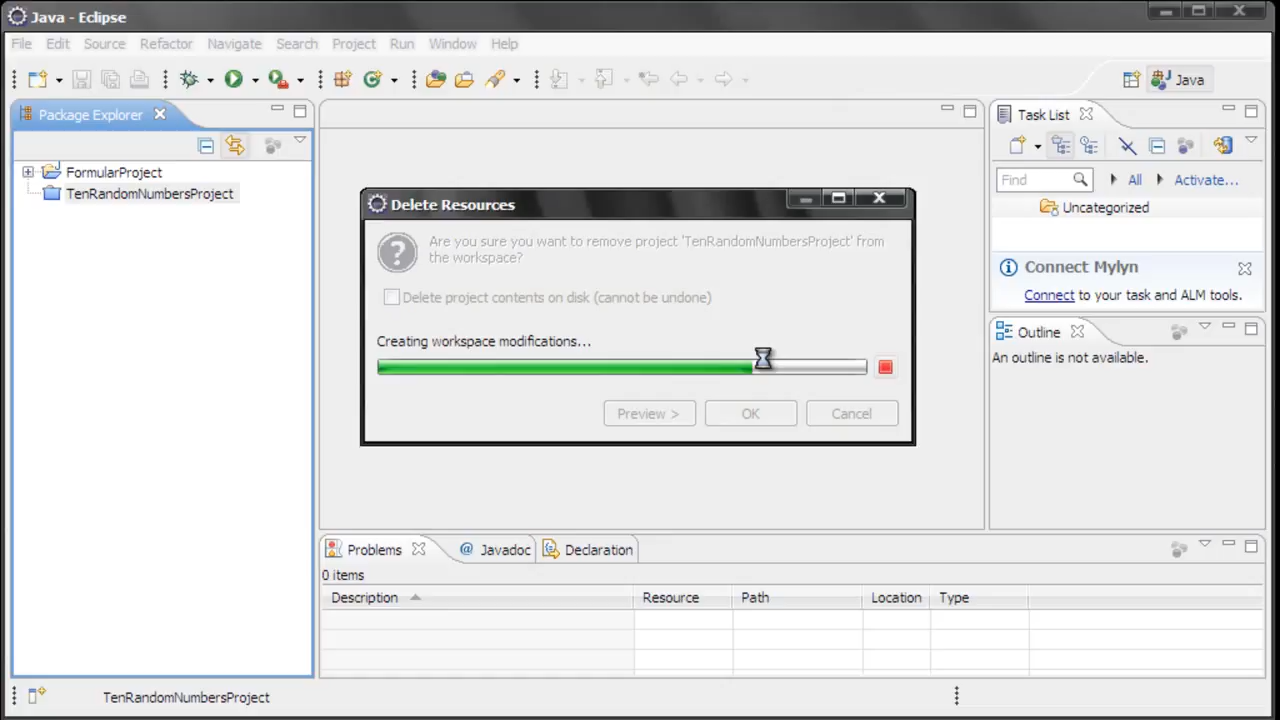 Java - Eclipse
File Edit Source Refactor Navigate Search Project Run Window Help
Java
Package Explorer
FormularProject
TenRandomNumbersProject
Delete Resources
Are you sure you want to remove project 'TenRandomNumbersProject' from
the workspace?
Delete project contents on disk (cannot be undone)
Creating workspace modifications...
Preview > OK Cancel
Task List
Find All Activate...
Uncategorized
Connect Mylyn
Connect to your task and ALM tools.
Outline
An outline is not available.
Problems @ Javadoc Declaration
0 items
Description Resource Path Location Type
TenRandomNumbersProject